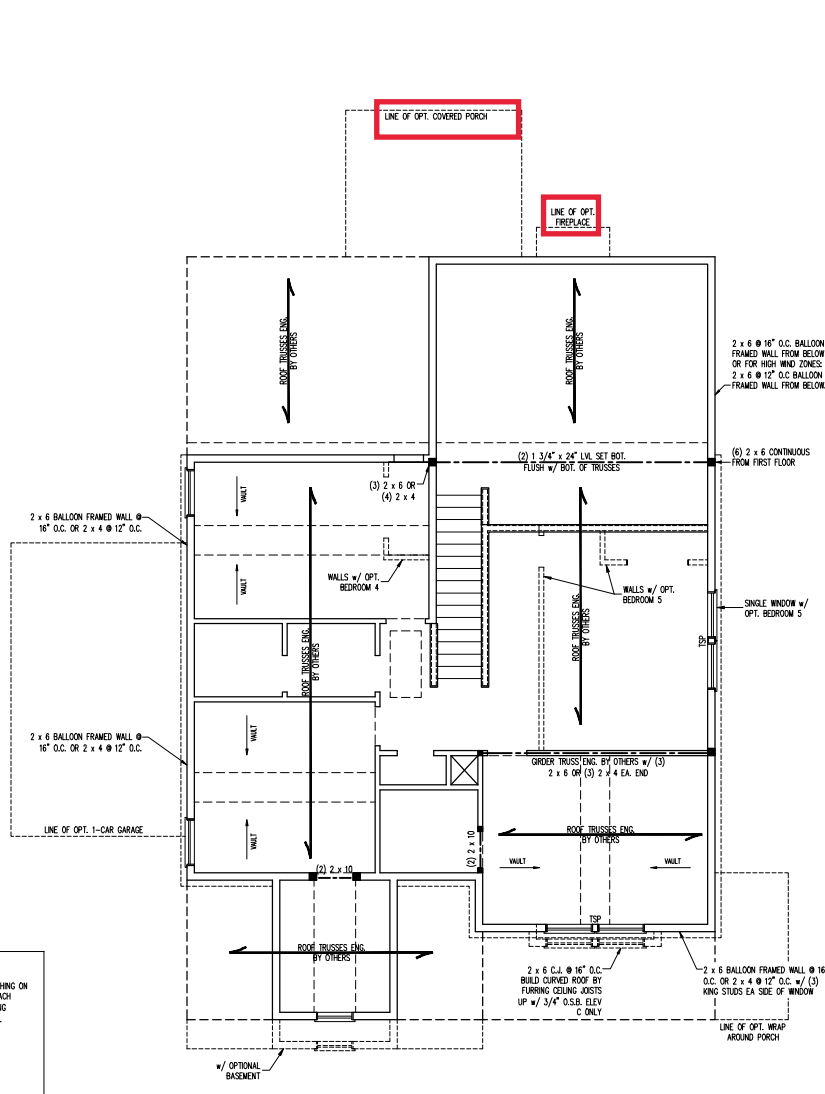 LINE OF OPT. COVERED PORCH
LINE OF OPT.
FIREPLACE
ROOF TRUSSES ENG.
BY OTHERS
ROOF TRUSSES ENG.
BY OTHERS
2 x 6 @ 16" O.C. BALLOON
FRAMED WALL FROM BELOW
OR FOR HIGH WIND ZONES:
2 x 6 @ 12" O.C BALLOON
FRAMED WALL FROM BELOW.
(2) 1 3/4" x 24" LVL SET BOT.
FLUSH w/ BOT. OF TRUSSES
(6) 2 x 6 CONTINUOUS
FROM FIRST FLOOR
(3) 2 x 6 OR
(4) 2 x 4
VAULT
2 x 6 BALLOON FRAMED WALL @
16" O.C. OR 2 x 4 @ 12" O.C.
VAULT
WALLS w/ OPT.
BEDROOM 4
WALLS w/ OPT.
BEDROOM 5
SINGLE WINDOW w/
OPT. BEDROOM 5
TSP
ROOF TRUSSES ENG.
BY OTHERS
ROOF TRUSSES ENG.
BY OTHERS
2 x 6 BALLOON FRAMED WALL @
16" O.C. OR 2 x 4 @ 12" O.C.
VAULT
GIRDER TRUSS ENG. BY OTHERS w/ (3)
2 x 6 OR (3) 2 x 4 EA. END
LINE OF OPT. 1-CAR GARAGE
VAULT
(2) 2 x 10
ROOF TRUSSES ENG.
BY OTHERS
VAULT
VAULT
(2) 2 x 10
TSP
ROOF TRUSSES ENG.
BY OTHERS
2 x 6 C.J. @ 16" O.C.
BUILD CURVED ROOF BY
FURRING CEILING JOISTS
UP w/ 3/4" O.S.B. ELEV
C ONLY
2 x 6 BALLOON FRAMED WALL @ 16
O.C. OR 2 x 4 @ 12" O.C. w/ (3)
KING STUDS EA SIDE OF WINDOW
LINE OF OPT. WRAP
AROUND PORCH
w/ OPTIONAL
BASEMENT
HING ON
ACH
NG